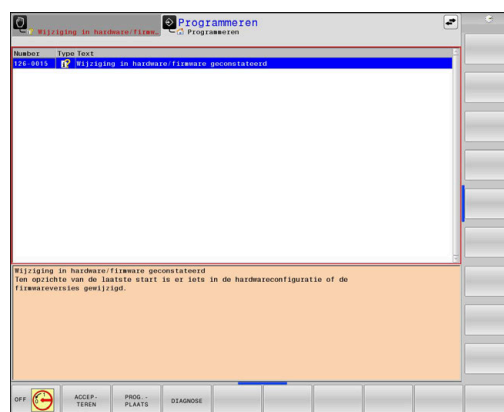 Wijziging in hardware/firmw…
Programmeren
Programmeren
Number Type Text
126-0015 Wijziging in hardware/firmware geconstateerd
Wijziging in hardware/firmware geconstateerd
Ten opzichte van de laatste start is er iets in de hardwareconfiguratie of de
firmwareversies gewijzigd.
OFF
ACCEP-
TEREN
PROG.-
PLAATS
DIAGNOSE